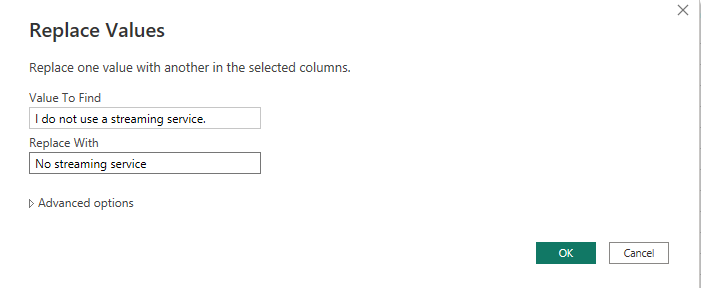 Replace Values
Replace one value with another in the selected columns.
Value To Find
I do not use a streaming service.
Replace With
No streaming service
Advanced options
OK Cancel